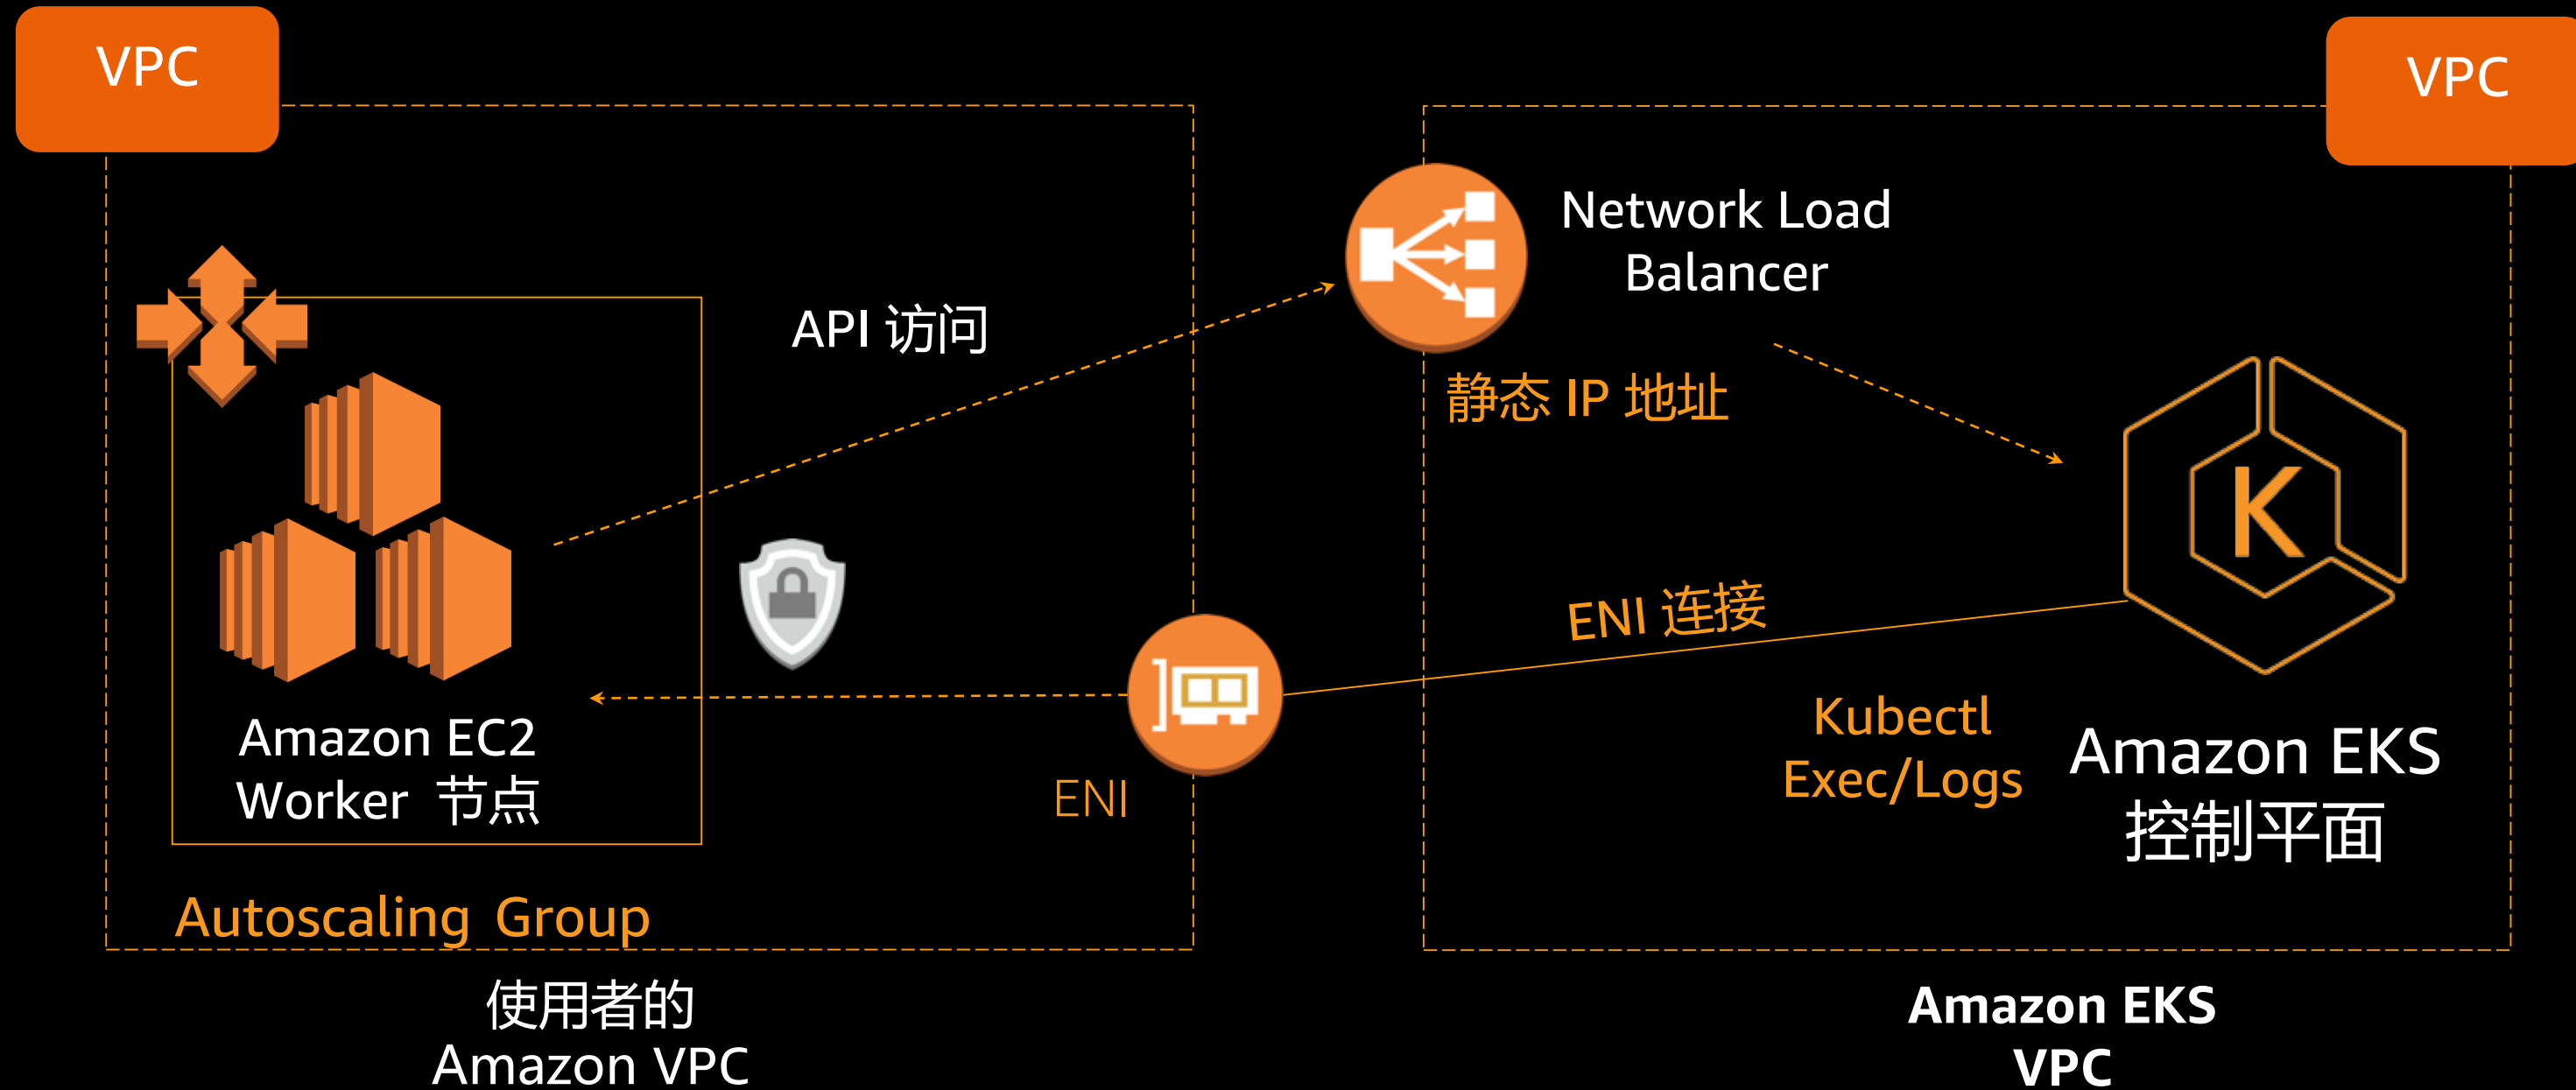 VPC
VPC
Network Load
Balancer
API 访问
静态 IP 地址
K
ENI 连接
ENI
Kubectl
Exec/Logs
Amazon EC2
Worker 节点
Amazon EKS
控制平面
Autoscaling Group
使用者的
Amazon VPC
Amazon EKS
VPC